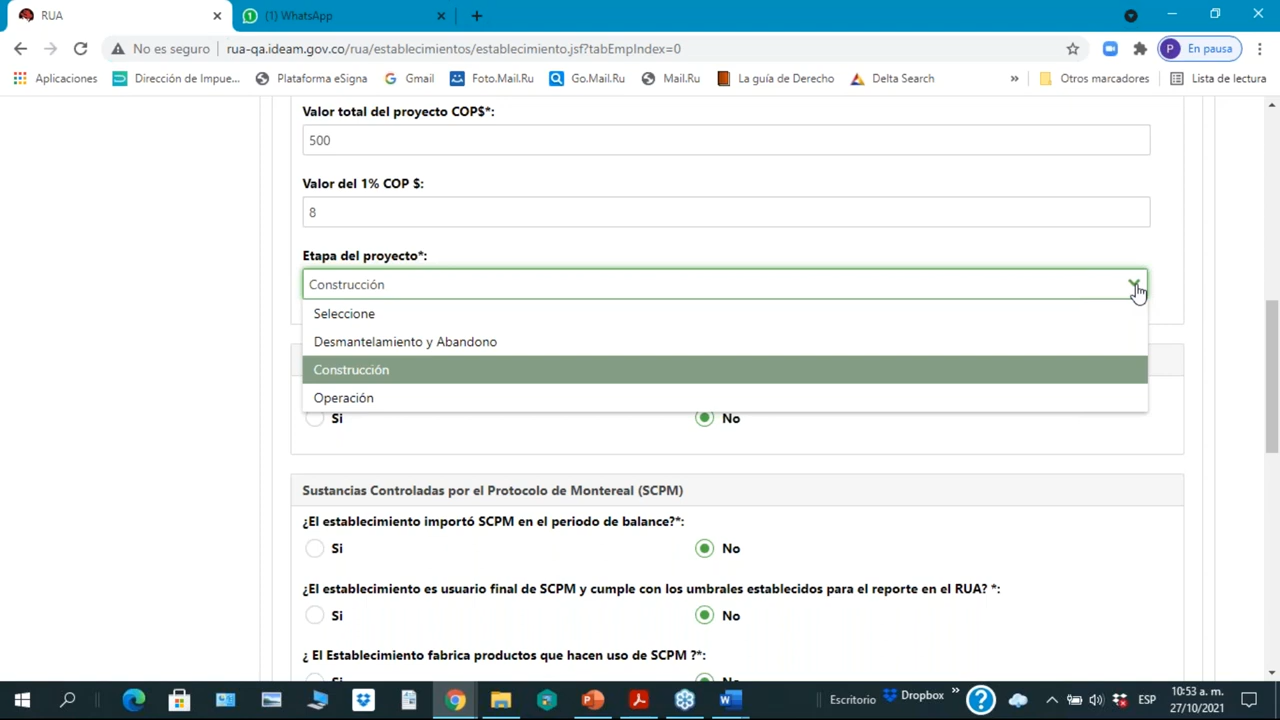 RUA
(1) WhatsApp
No es seguro
rua-qa.ideam.gov.co/rua/establecimientos/establecimiento.jsf?tabEmpIndex=0
P
En pausa
Aplicaciones
Dirección de Impue...
Plataforma eSigna
Gmail
Foto.Mail.Ru
Go.Mail.Ru
Mail.Ru
La guía de Derecho
Delta Search
»
Otros marcadores
Lista de lectura
Valor total del proyecto COP$*:
500
Valor del 1% COP $:
8
Etapa del proyecto*:
Construcción
Seleccione
Desmantelamiento y Abandono
Construcción
Operación
Si
No
Sustancias Controladas por el Protocolo de Montereal (SCPM)
¿El establecimiento importó SCPM en el periodo de balance?*:
Si
No
¿El establecimiento es usuario final de SCPM y cumple con los umbrales establecidos para el reporte en el RUA? *:
Si
No
¿ El Establecimiento fabrica productos que hacen uso de SCPM ?*:
Si
Escritorio
Dropbox
»
ESP
10:53 a. m.
27/10/2021